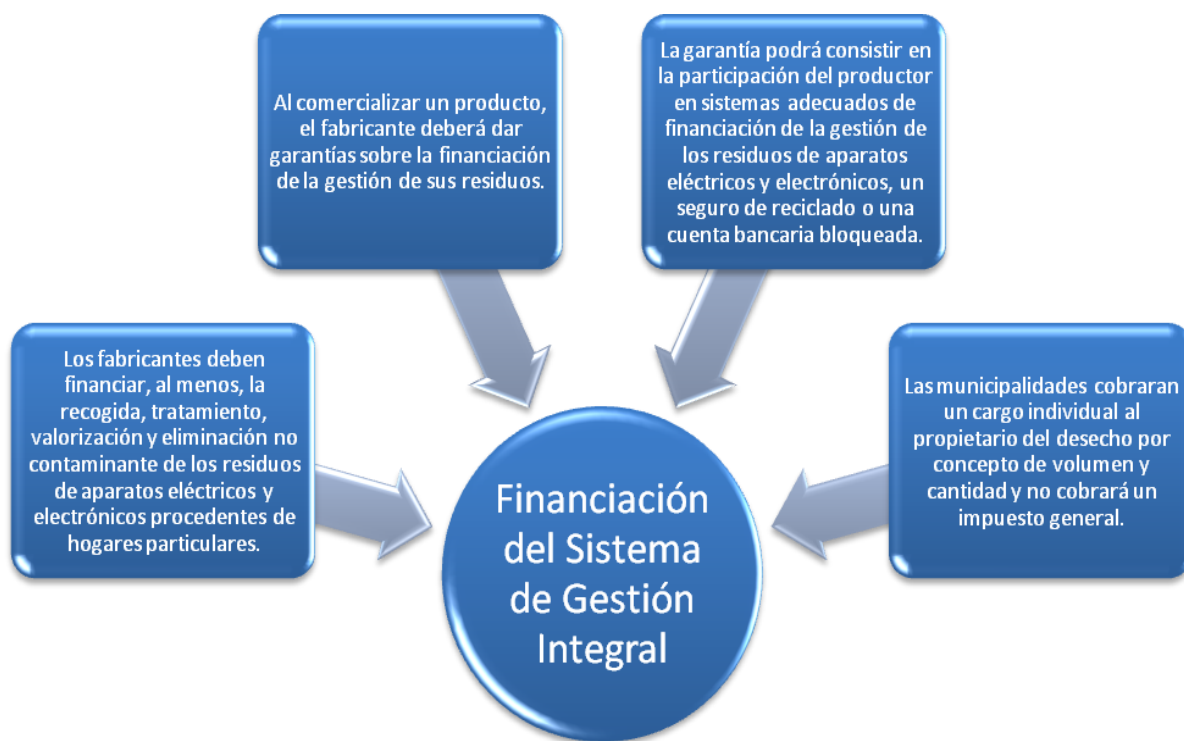 Al comercializar un producto,
el fabricante deberá dar
garantías sobre la financiación
de la gestión de sus residuos.
La garantía podrá consistir en
la participación del productor
en sistemas adecuados de
financiación de la gestión de
los residuos de aparatos
eléctricos y electrónicos, un
seguro de reciclado o una
cuenta bancaria bloqueada.
Los fabricantes deben
financiar, al menos, la
recogida, tratamiento,
valorización y eliminación no
contaminante de los residuos
de aparatos eléctricos y
electrónicos procedentes de
hogares particulares.
Las municipalidades cobraran
un cargo individual al
propietario del desecho por
concepto de volumen y
cantidad y no cobrará un
impuesto general.
Financiación
del Sistema
de Gestión
Integral